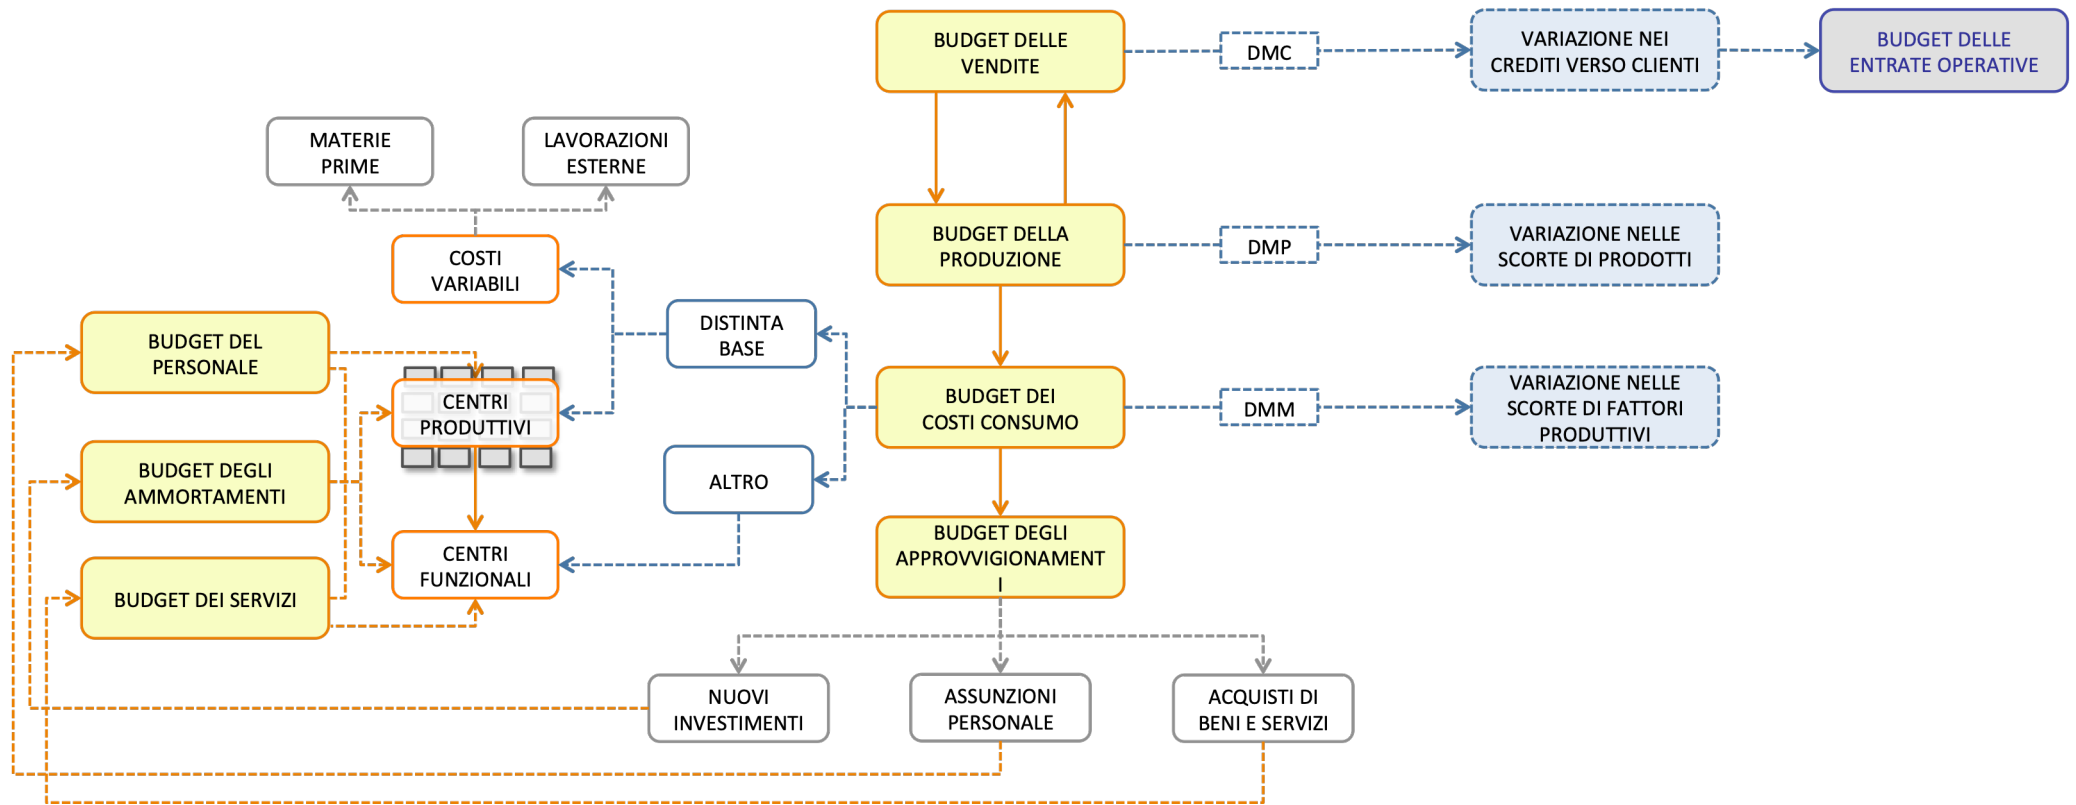 BUDGET DELLE
VENDITE
DMC
VARIAZIONE NEI
CREDITI VERSO CLIENTI
BUDGET DELLE
ENTRATE OPERATIVE
MATERIE
PRIME
LAVORAZIONI
ESTERNE
COSTI
VARIABILI
BUDGET DELLA
PRODUZIONE
DMP
VARIAZIONE NELLE
SCORTE DI PRODOTTI
BUDGET DEL
PERSONALE
DISTINTA
BASE
CENTRI
PRODUTTIVI
BUDGET DEI
COSTI CONSUMO
DMM
VARIAZIONE NELLE
SCORTE DI FATTORI
PRODUTTIVI
BUDGET DEGLI
AMMORTAMENTI
ALTRO
CENTRI
FUNZIONALI
BUDGET DEGLI
APPROVVIGIONAMENT
I
BUDGET DEI SERVIZI
NUOVI
INVESTIMENTI
ASSUNZIONI
PERSONALE
ACQUISTI DI
BENI E SERVIZI